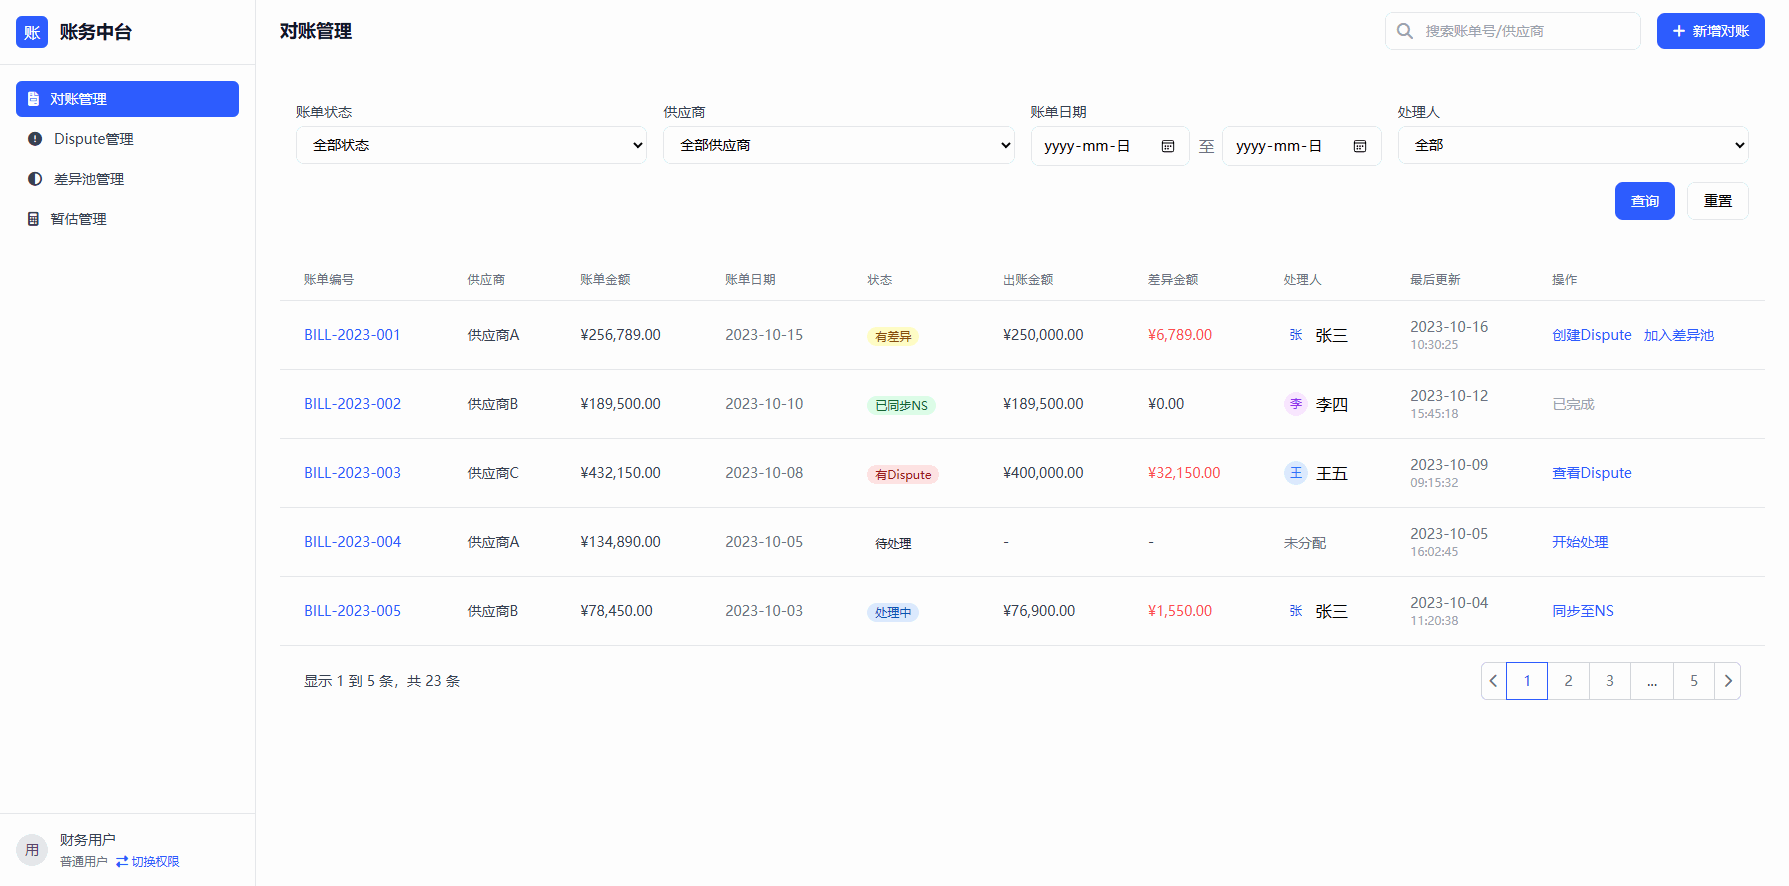 账 账务中台
对账管理
Dispute管理
差异池管理
暂估管理
用 财务用户
普通用户 切换权限
对账管理
搜索账单号/供应商
新增对账
账单状态 供应商 账单日期 处理人
全部状态 全部供应商 yyyy-mm-日 至 yyyy-mm-日 全部
查询 重置
账单编号 供应商 账单金额 账单日期 状态 出账金额 差异金额 处理人 最后更新 操作
BILL-2023-001 供应商A ¥256,789.00 2023-10-15 有差异 ¥250,000.00 ¥6,789.00 张 张三 2023-10-16 创建Dispute 加入差异池
10:30:25
BILL-2023-002 供应商B ¥189,500.00 2023-10-10 已同步NS ¥189,500.00 ¥0.00 李 李四 2023-10-12 已完成
15:45:18
BILL-2023-003 供应商C ¥432,150.00 2023-10-08 有Dispute ¥400,000.00 ¥32,150.00 王 王五 2023-10-09 查看Dispute
09:15:32
BILL-2023-004 供应商A ¥134,890.00 2023-10-05 待处理 - - 未分配 2023-10-05 开始处理
16:02:45
BILL-2023-005 供应商B ¥78,450.00 2023-10-03 处理中 ¥76,900.00 ¥1,550.00 张 张三 2023-10-04 同步至NS
11:20:38
显示 1 到 5 条，共 23 条
1 2 3 ... 5